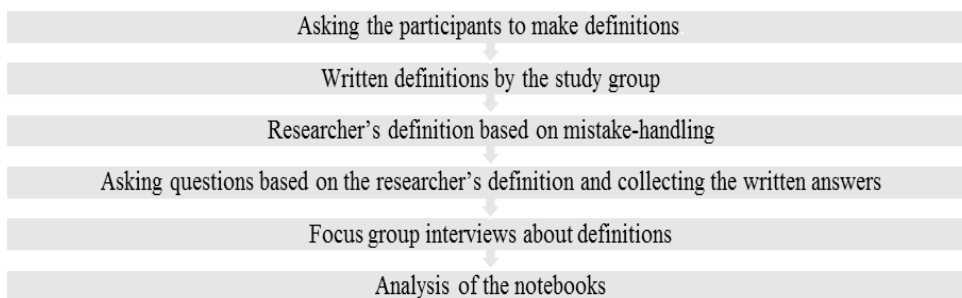 Asking the participants to make definitions
Written definitions by the study group
Researcher's definition based on mistake-handling
Asking questions based on the researcher's definition and collecting the written answers
Focus group interviews about definitions
Analysis of the notebooks